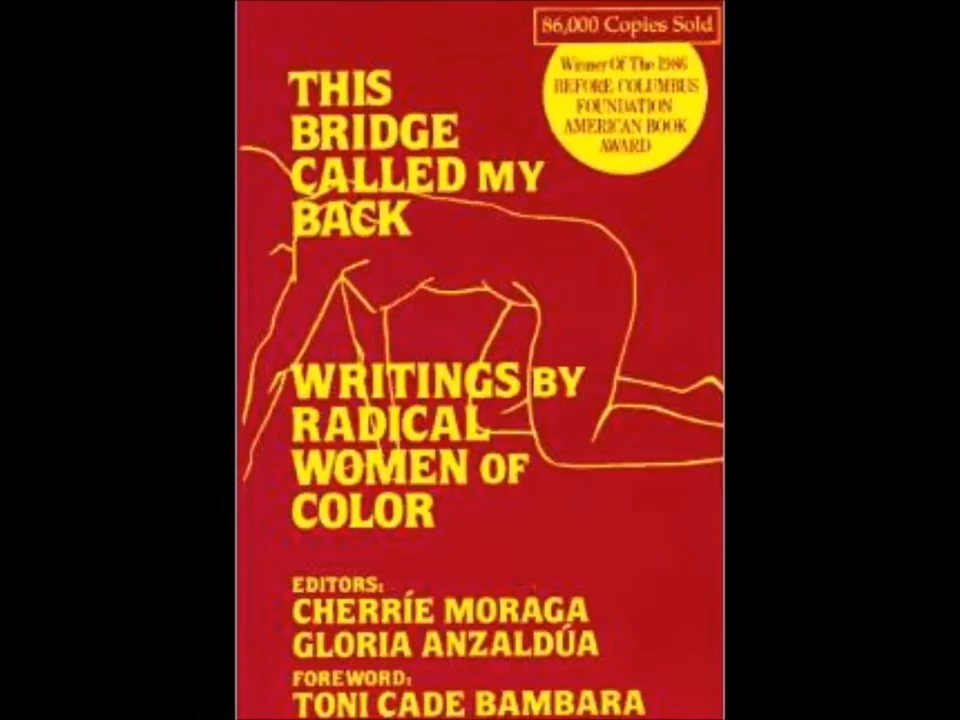 86,000 Copies Sold
Winner Of The 1986
BEFORE COLUMBUS
FOUNDATION
AMERICAN BOOK
AWARD
THIS
BRIDGE
CALLED MY
BACK
WRITINGS BY
RADICAL
WOMEN OF
COLOR
EDITORS:
CHERRÍE MORAGA
GLORIA ANZALDÚA
FOREWORD:
TONI CADE BAMBARA